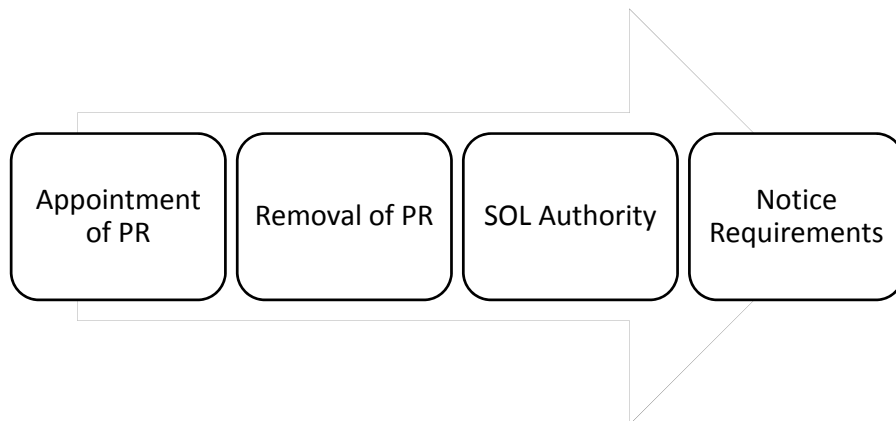 Appointment
of PR
Removal of PR
SOL Authority
Notice
Requirements